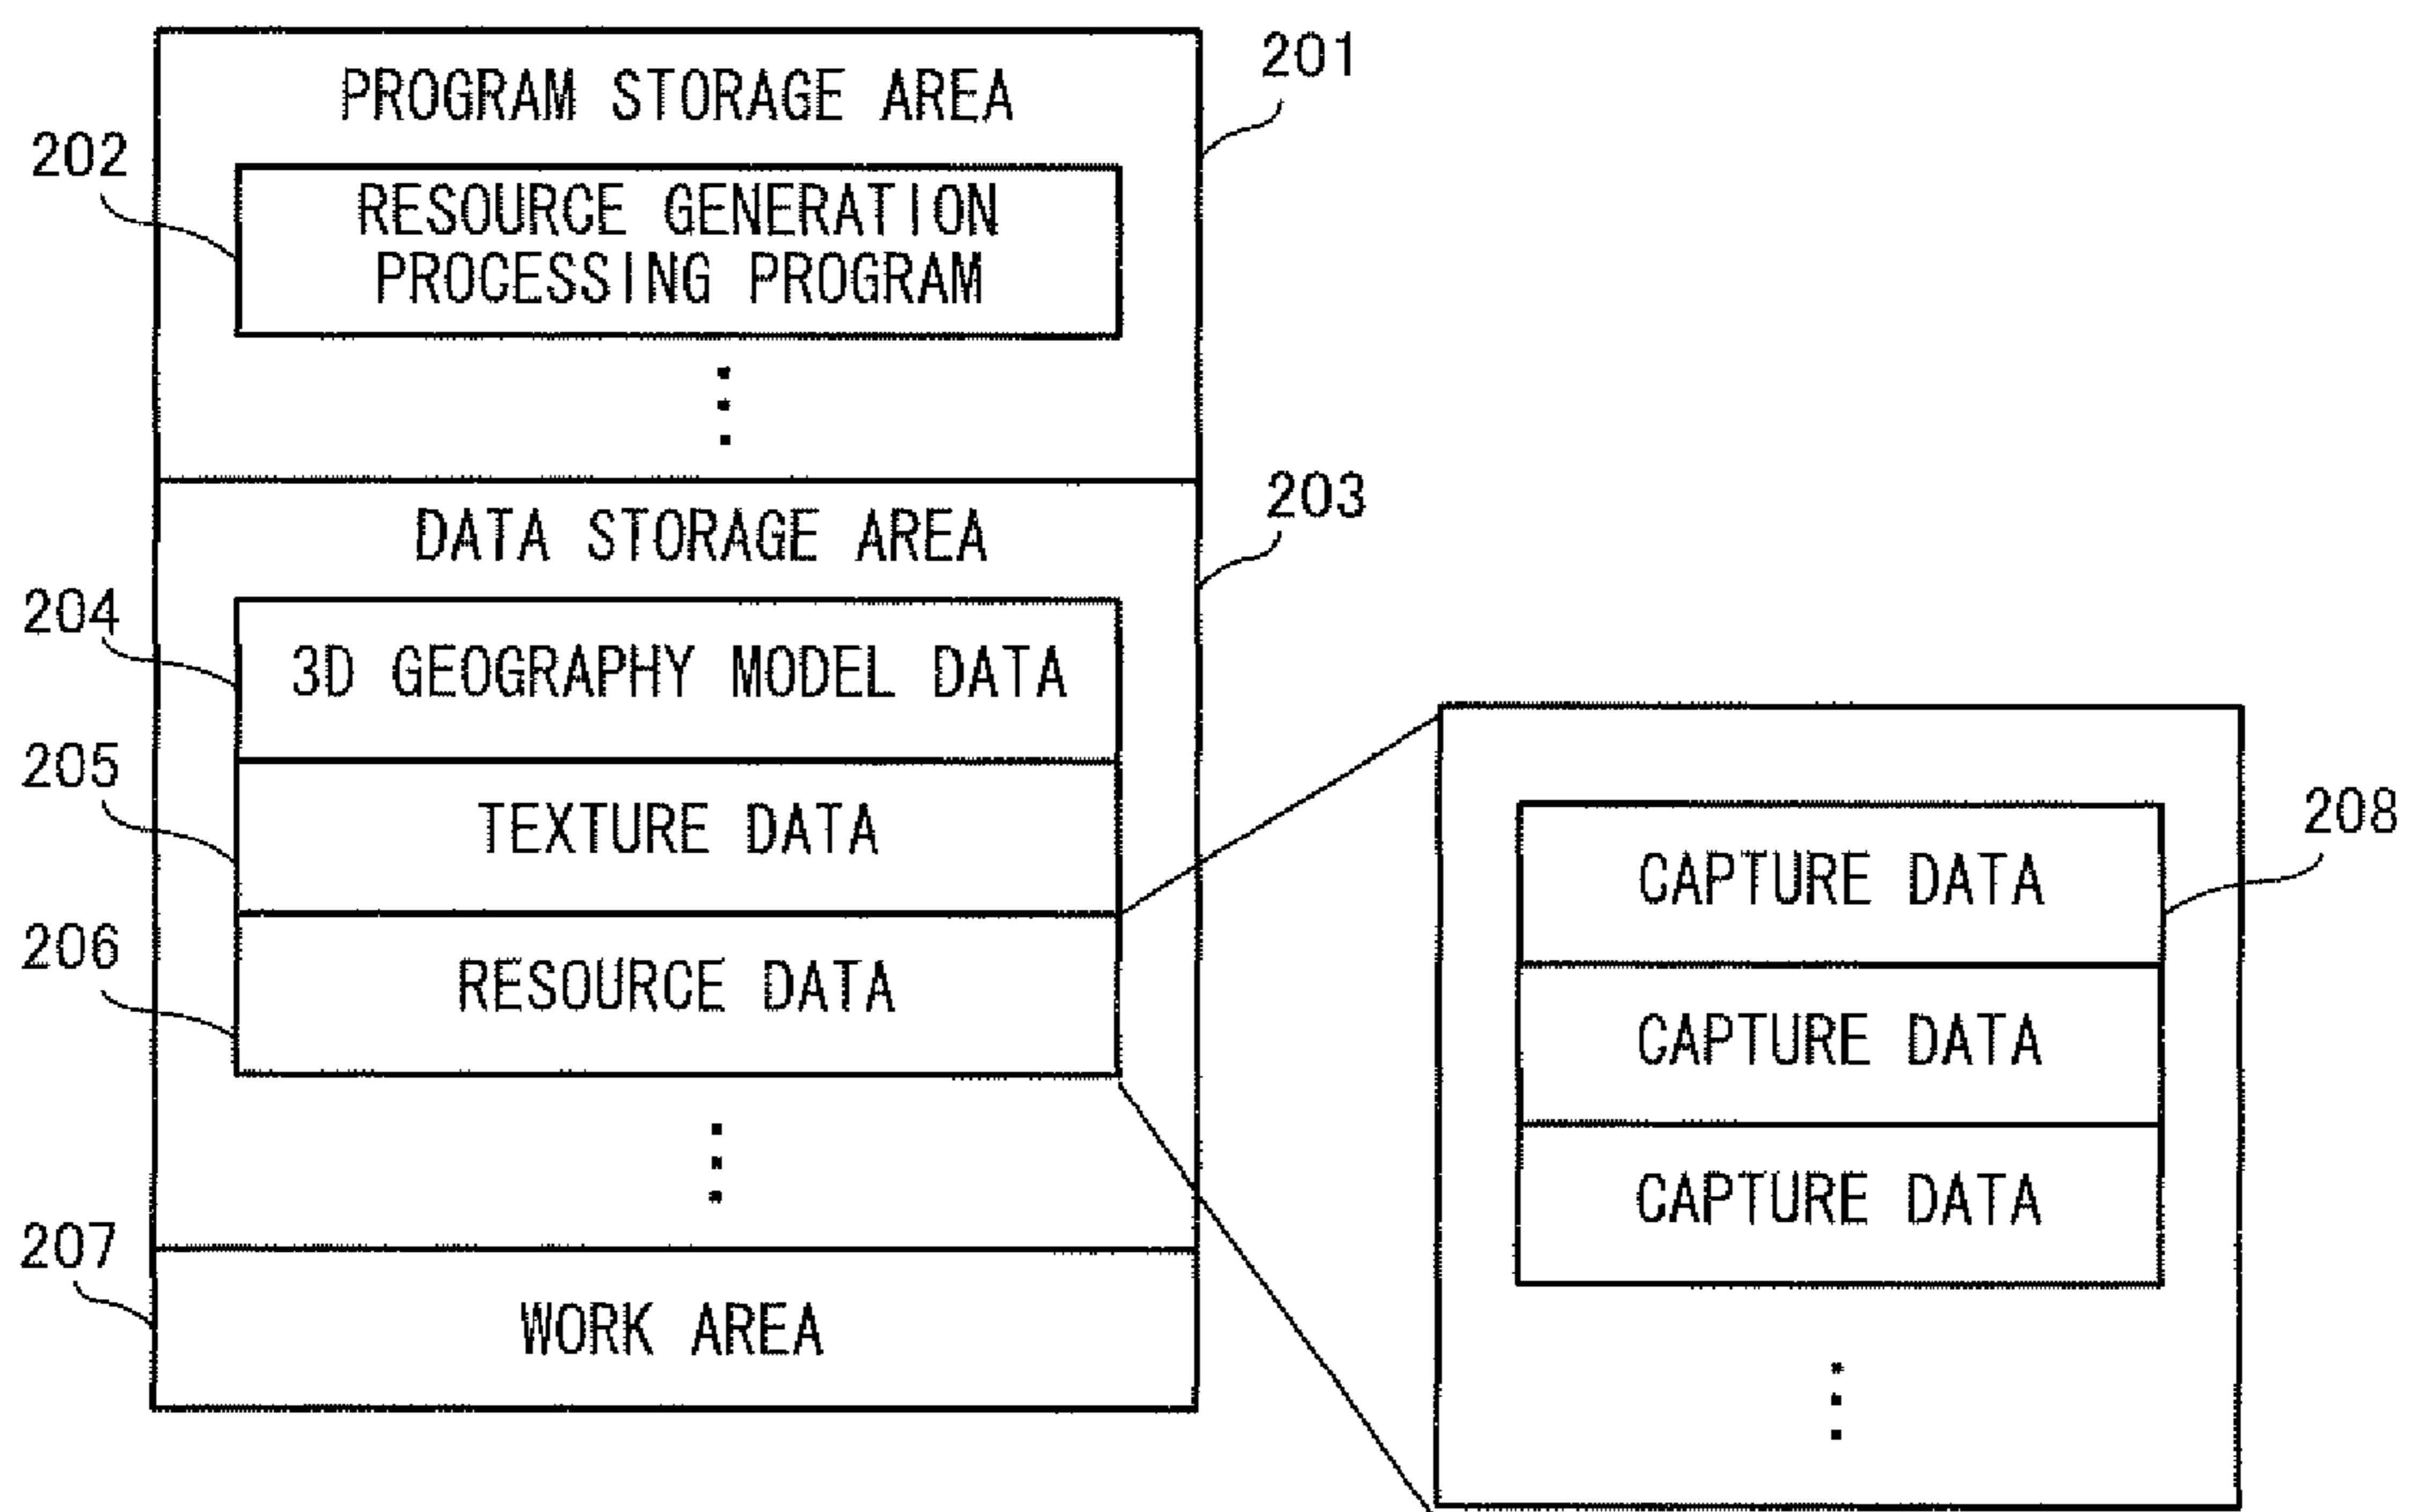 201
PROGRAM STORAGE AREA
202
RESOURCE GENERATION
PROCESSING PROGRAM
203
DATA STORAGE AREA
204
3D GEOGRAPHY MODEL DATA
205
TEXTURE DATA
206
RESOURCE DATA
207
WORK AREA
208
CAPTURE DATA
CAPTURE DATA
CAPTURE DATA